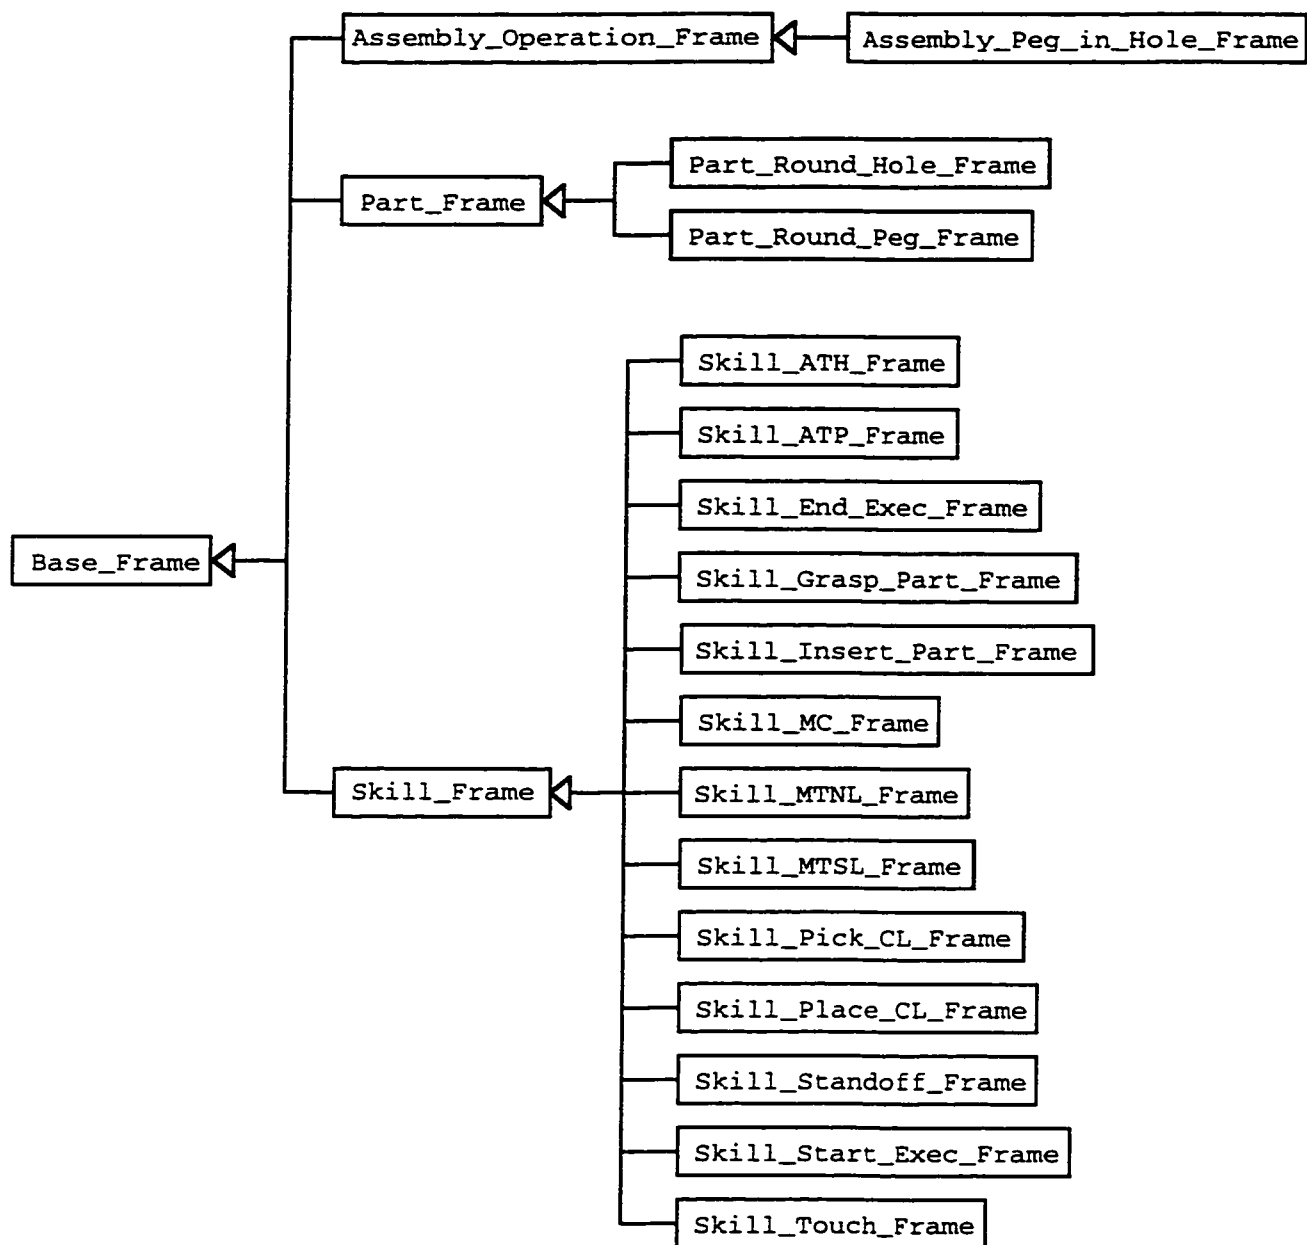 Assembly_Operation_Frame
Assembly_Peg_in_Hole_Frame
Part_Round_Hole_Frame
Part_Frame
Part_Round_Peg_Frame
Skill_ATH_Frame
Skill_ATP_Frame
Skill_End_Exec_Frame
Base_Frame
Skill_Grasp_Part_Frame
Skill_Insert_Part_Frame
Skill_MC_Frame
Skill_Frame
Skill_MTNL_Frame
Skill_MTSL_Frame
Skill_Pick_CL_Frame
Skill_Place_CL_Frame
Skill_Standoff_Frame
Skill_Start_Exec_Frame
Skill_Touch_Frame